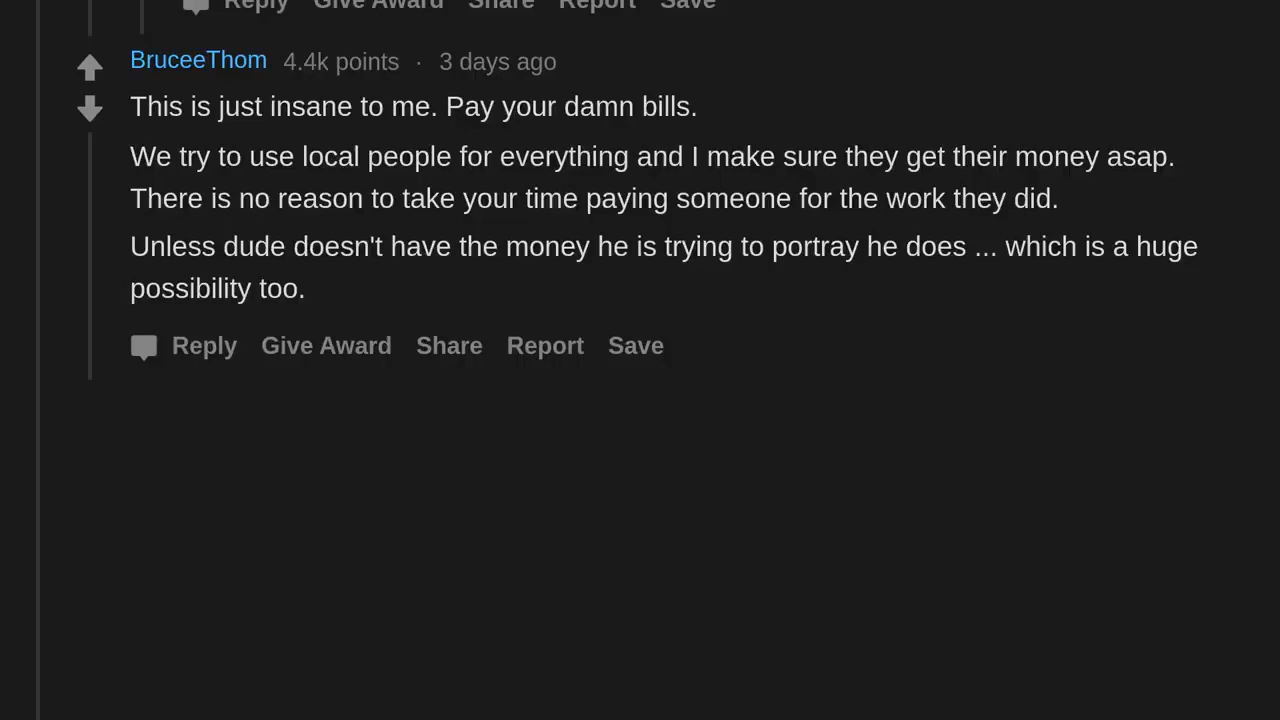 Reply Give Award Share Report Save
BruceeThom 4.4k points · 3 days ago
This is just insane to me. Pay your damn bills.
We try to use local people for everything and I make sure they get their money asap.
There is no reason to take your time paying someone for the work they did.
Unless dude doesn't have the money he is trying to portray he does ... which is a huge
possibility too.
Reply Give Award Share Report Save